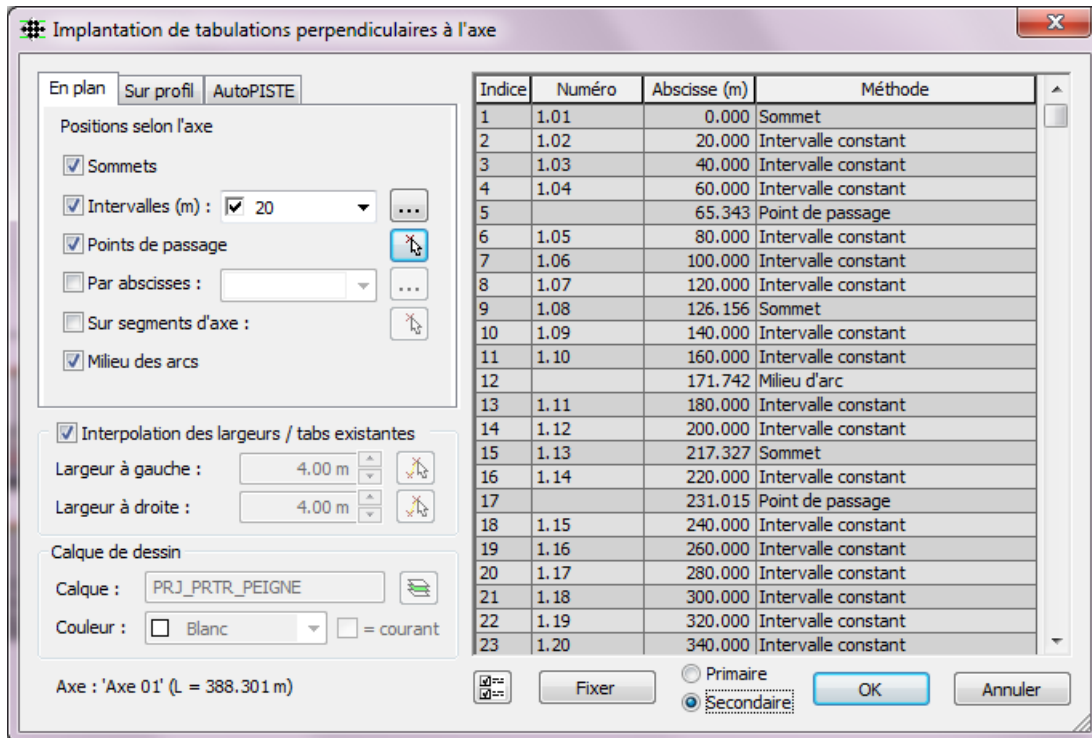 Implantation de tabulations perpendiculaires à l'axe
En plan Sur profil AutoPISTE
Positions selon l'axe
Sommets
Intervalles (m) : 20 ...
Points de passage
Par abscisses : ...
Sur segments d'axe :
Milieu des arcs
Interpolation des largeurs / tabs existantes
Largeur à gauche : 4.00 m
Largeur à droite : 4.00 m
Calque de dessin
Calque : PRJ_PRTR_PEIGNE
Couleur : Blanc = courant
Axe : 'Axe 01' (L = 388.301 m)
Indice Numéro Abscisse (m) Méthode
1 1.01 0.000 Sommet
2 1.02 20.000 Intervalle constant
3 1.03 40.000 Intervalle constant
4 1.04 60.000 Intervalle constant
5 65.343 Point de passage
6 1.05 80.000 Intervalle constant
7 1.06 100.000 Intervalle constant
8 1.07 120.000 Intervalle constant
9 1.08 126.156 Sommet
10 1.09 140.000 Intervalle constant
11 1.10 160.000 Intervalle constant
12 171.742 Milieu d'arc
13 1.11 180.000 Intervalle constant
14 1.12 200.000 Intervalle constant
15 1.13 217.327 Sommet
16 1.14 220.000 Intervalle constant
17 231.015 Point de passage
18 1.15 240.000 Intervalle constant
19 1.16 260.000 Intervalle constant
20 1.17 280.000 Intervalle constant
21 1.18 300.000 Intervalle constant
22 1.19 320.000 Intervalle constant
23 1.20 340.000 Intervalle constant
Fixer
Primaire
Secondaire
OK
Annuler